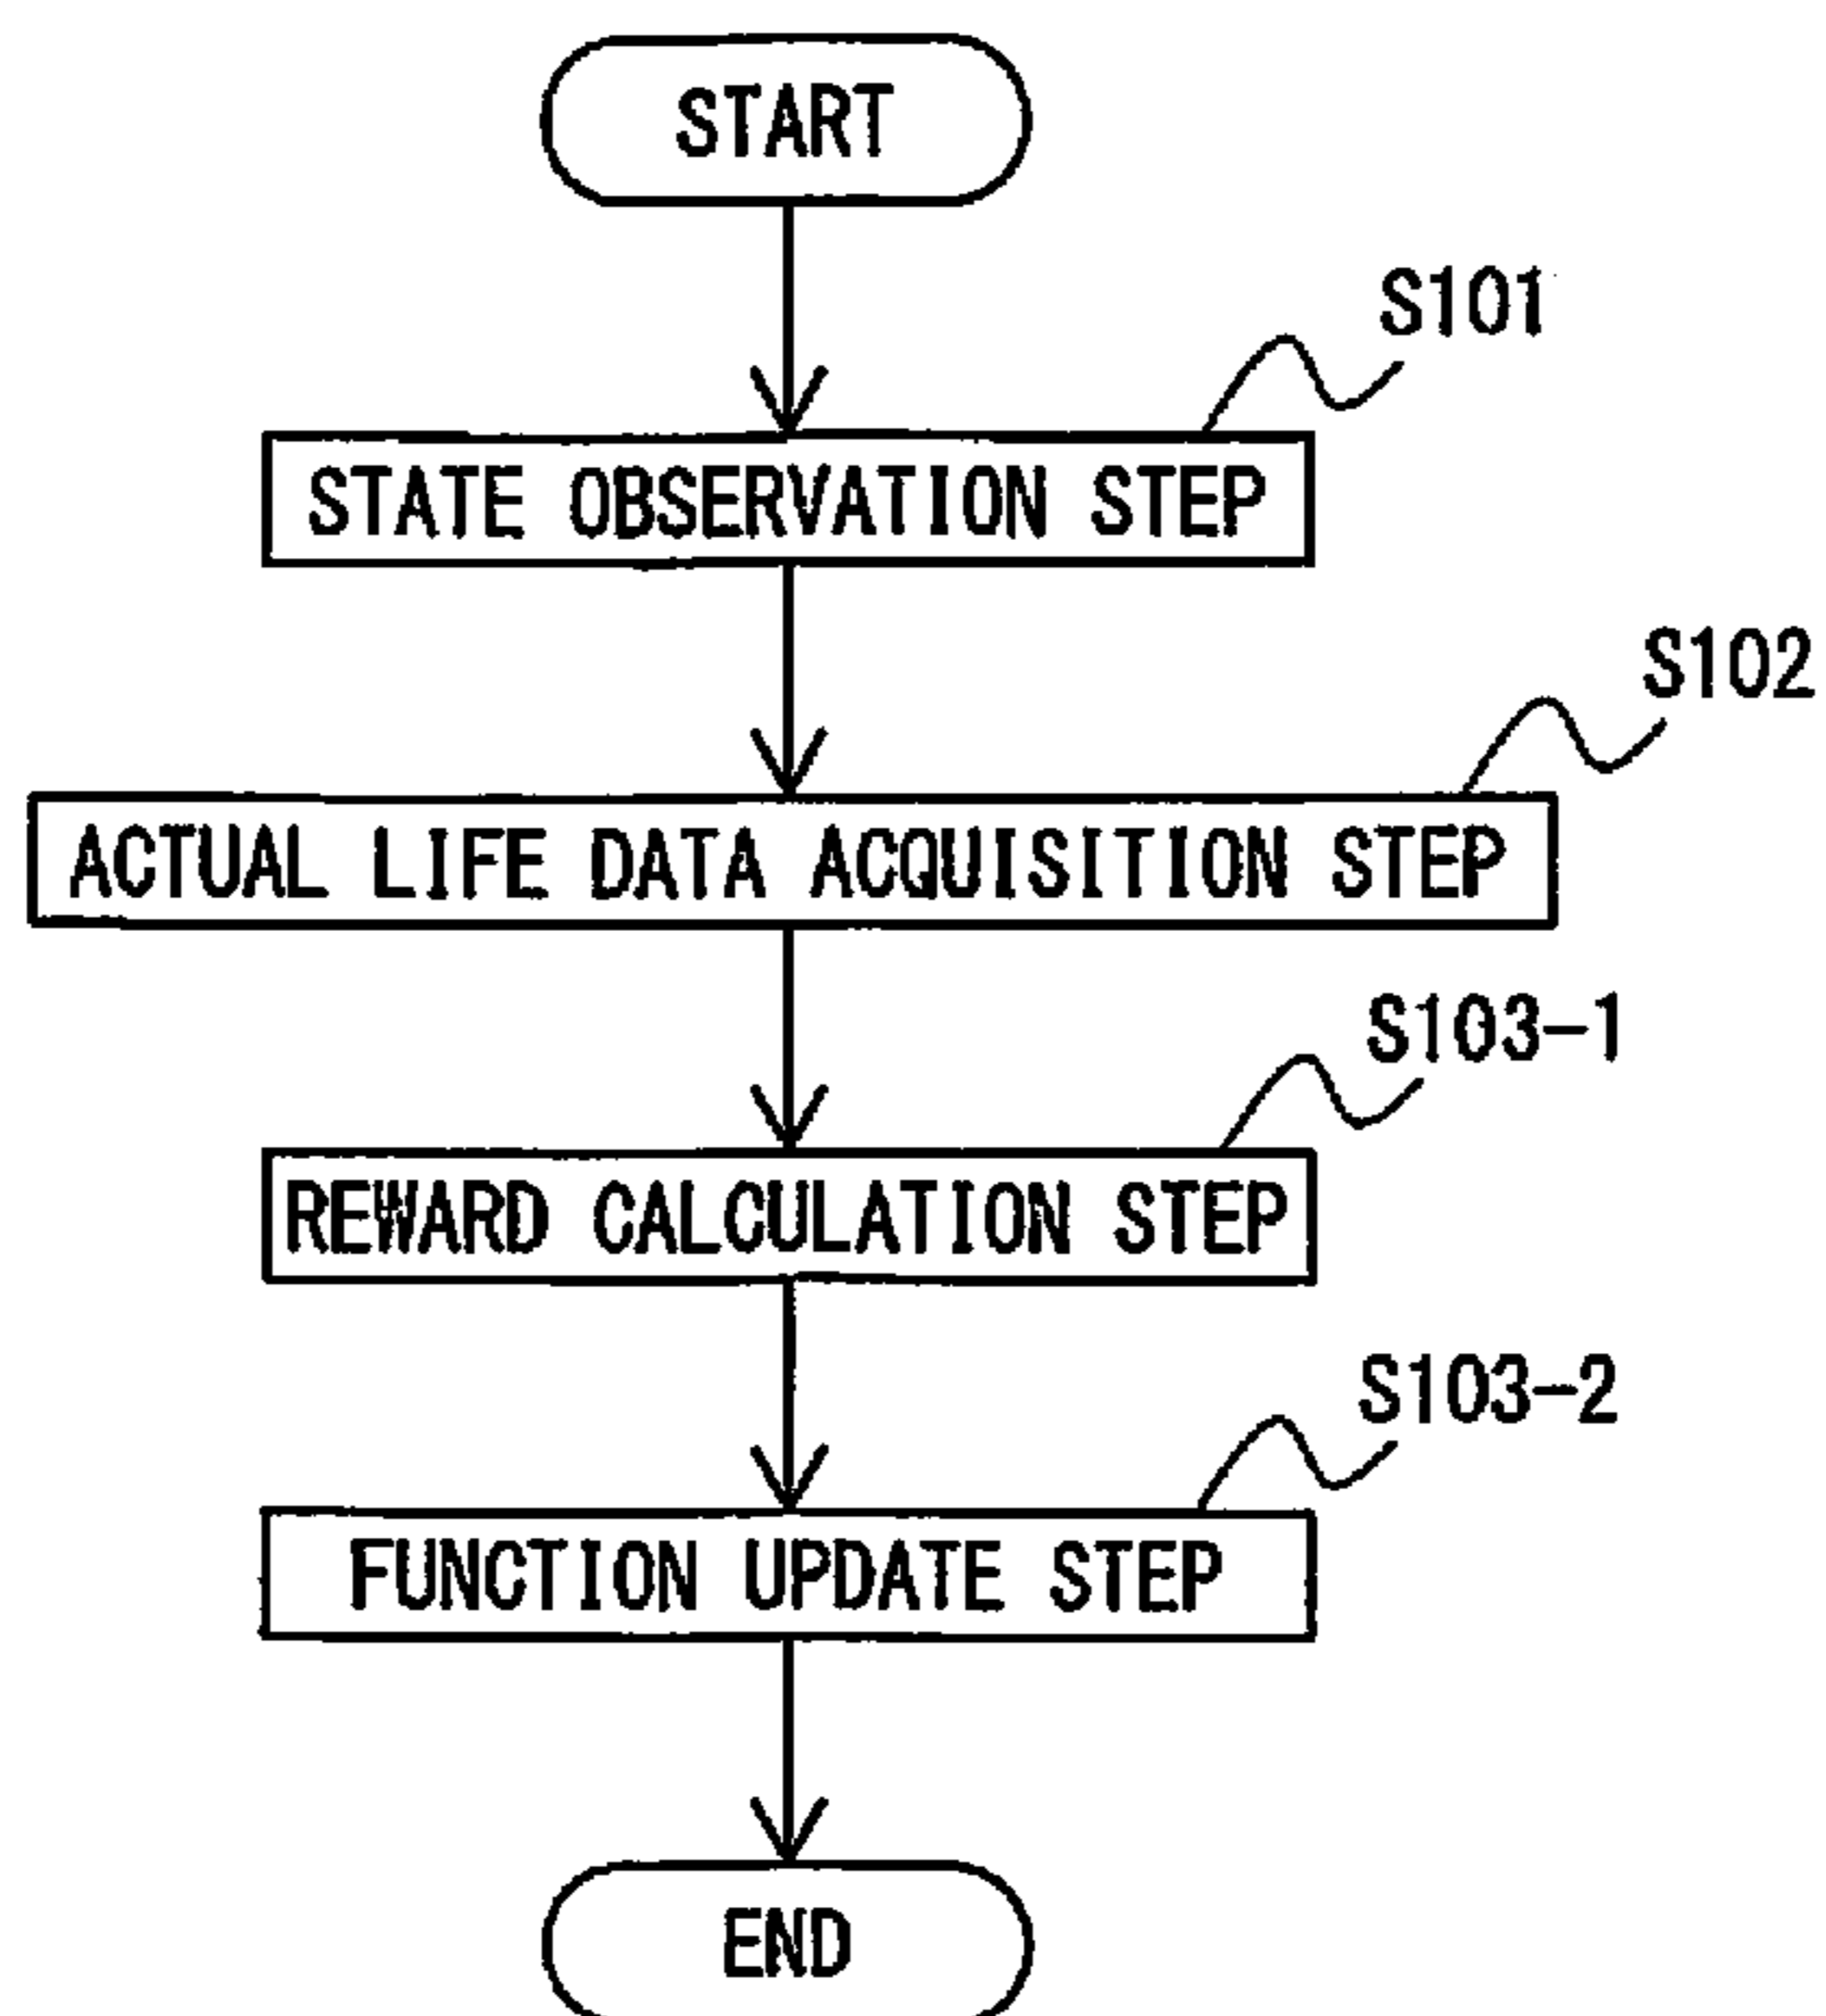 START
S101
STATE OBSERVATION STEP
S102
ACTUAL LIFE DATA ACQUISITION STEP
S103-1
REWARD CALCULATION STEP
S103-2
FUNCTION UPDATE STEP
END